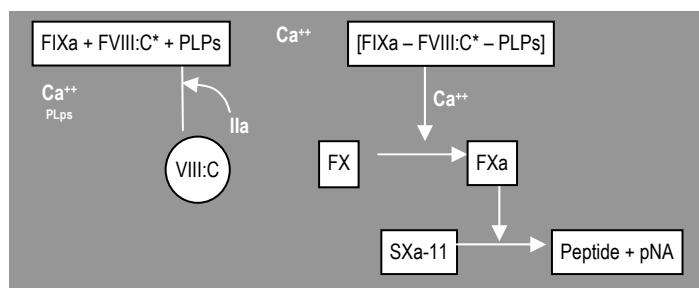 FIXa + FVIII:C* + PLPs
Ca⁺⁺
[FIXa – FVIII:C* – PLPs]
Ca⁺⁺
PLps
IIa
Ca⁺⁺
VIII:C
FX
FXa
SXa-11
Peptide + pNA